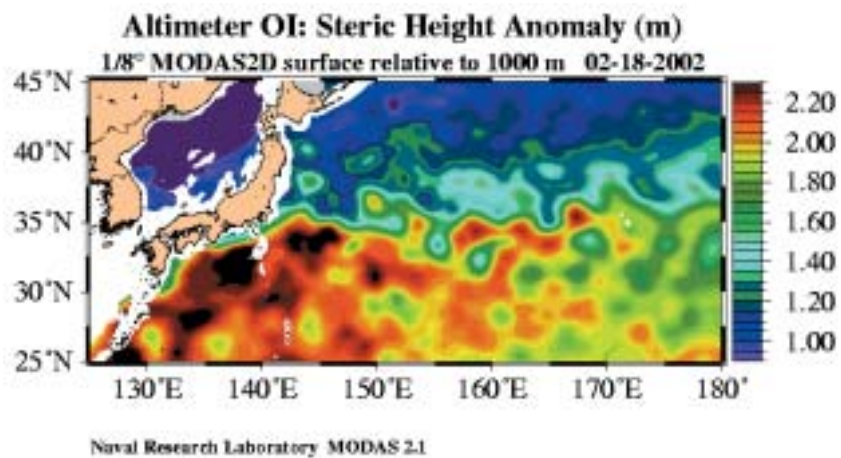 Altimeter OI: Steric Height Anomaly (m)
1/8° MODAS2D surface relative to 1000 m 02-18-2002
45°N
40°N
35°N
30°N
25°N
130°E 140°E 150°E 160°E 170°E 180°
2.20
2.00
1.80
1.60
1.40
1.20
1.00
Naval Research Laboratory MODAS 2.1